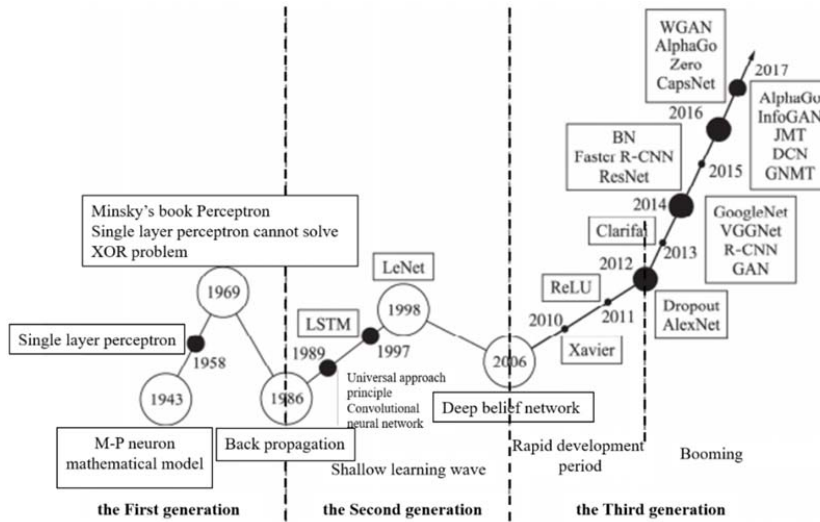 WGAN
AlphaGo
Zero
CapsNet
2017
2016
AlphaGo
InfoGAN
JMT
DCN
GNMT
BN
Faster R-CNN
ResNet
2015
2014
Minsky's book Perceptron
Single layer perceptron cannot solve
XOR problem
GoogleNet
VGGNet
R-CNN
GAN
Clarifai
2013
2012
LeNet
1969
ReLU
1998
LSTM
Dropout
AlexNet
2010
2011
Single layer perceptron
1958
1989
1997
Xavier
2006
1943
1986
Universal approach
principle
Convolutional
neural network
Deep belief network
M-P neuron
mathematical model
Back propagation
Shallow learning wave
Rapid development
period
Booming
the First generation
the Second generation
the Third generation